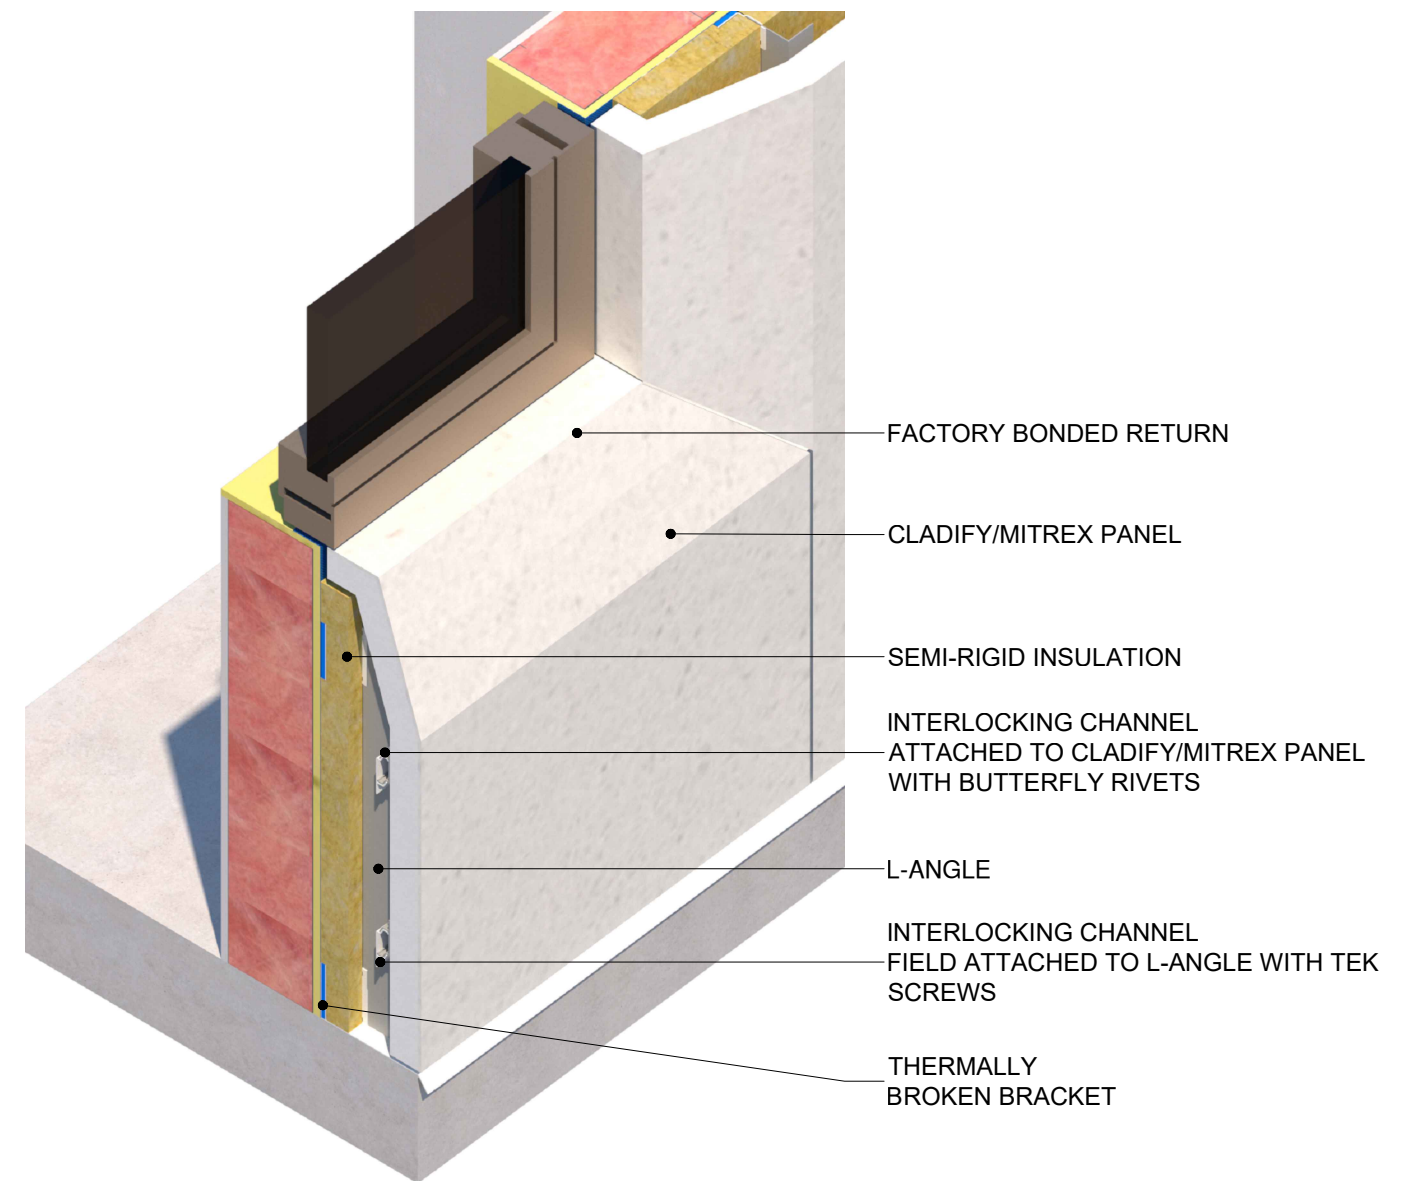 FACTORY BONDED RETURN
CLADIFY/MITREX PANEL
SEMI-RIGID INSULATION
INTERLOCKING CHANNEL
ATTACHED TO CLADIFY/MITREX PANEL
WITH BUTTERFLY RIVETS
L-ANGLE
INTERLOCKING CHANNEL
FIELD ATTACHED TO L-ANGLE WITH TEK
SCREWS
THERMALLY
BROKEN BRACKET